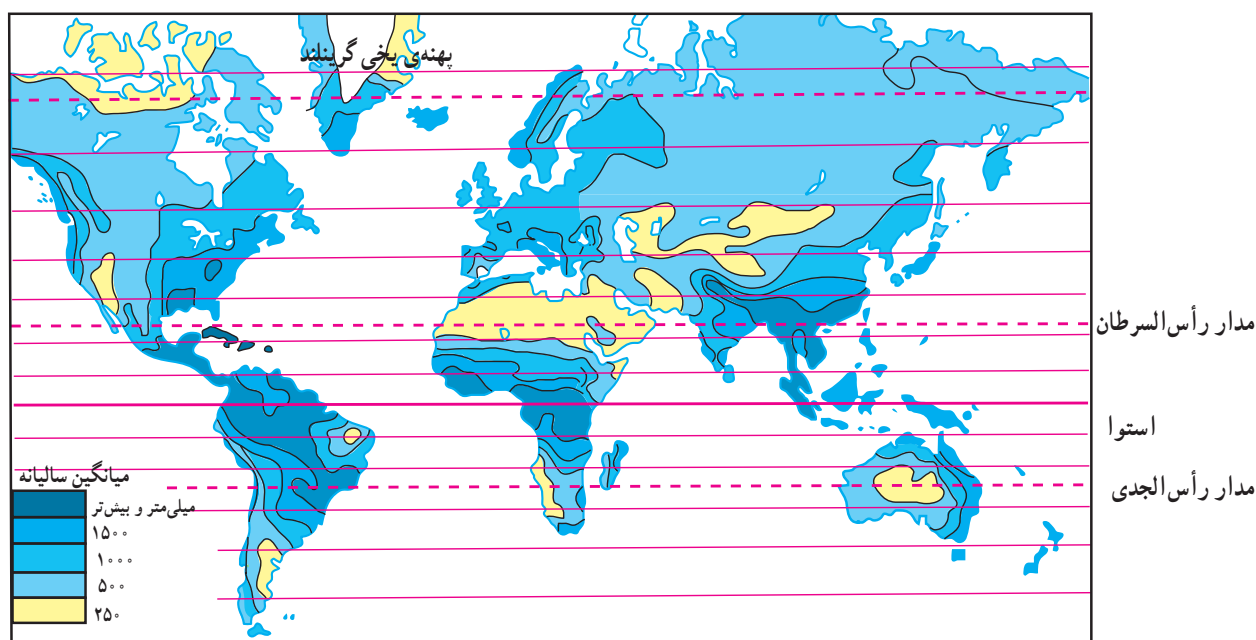 پهنه‌ی یخی گرینلند
مدار رأس‌السرطان
استوا
مدار رأس‌الجدی
میانگین سالیانه
میلی‌متر و بیش‌تر
۱۵۰۰
۱۰۰۰
۵۰۰
۲۵۰